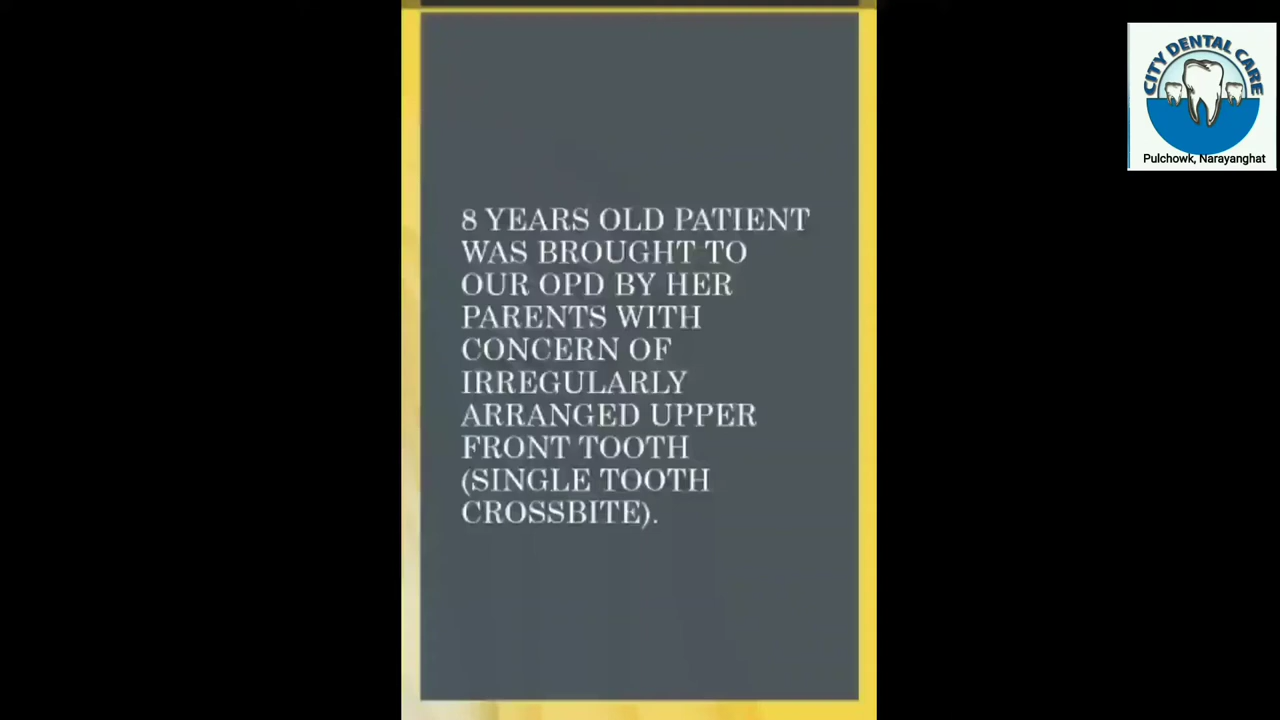 8 YEARS OLD PATIENT
WAS BROUGHT TO
OUR OPD BY HER
PARENTS WITH
CONCERN OF
IRREGULARLY
ARRANGED UPPER
FRONT TOOTH
(SINGLE TOOTH
CROSSBITE).
CITY DENTAL CARE
Pulchowk, Narayanghat